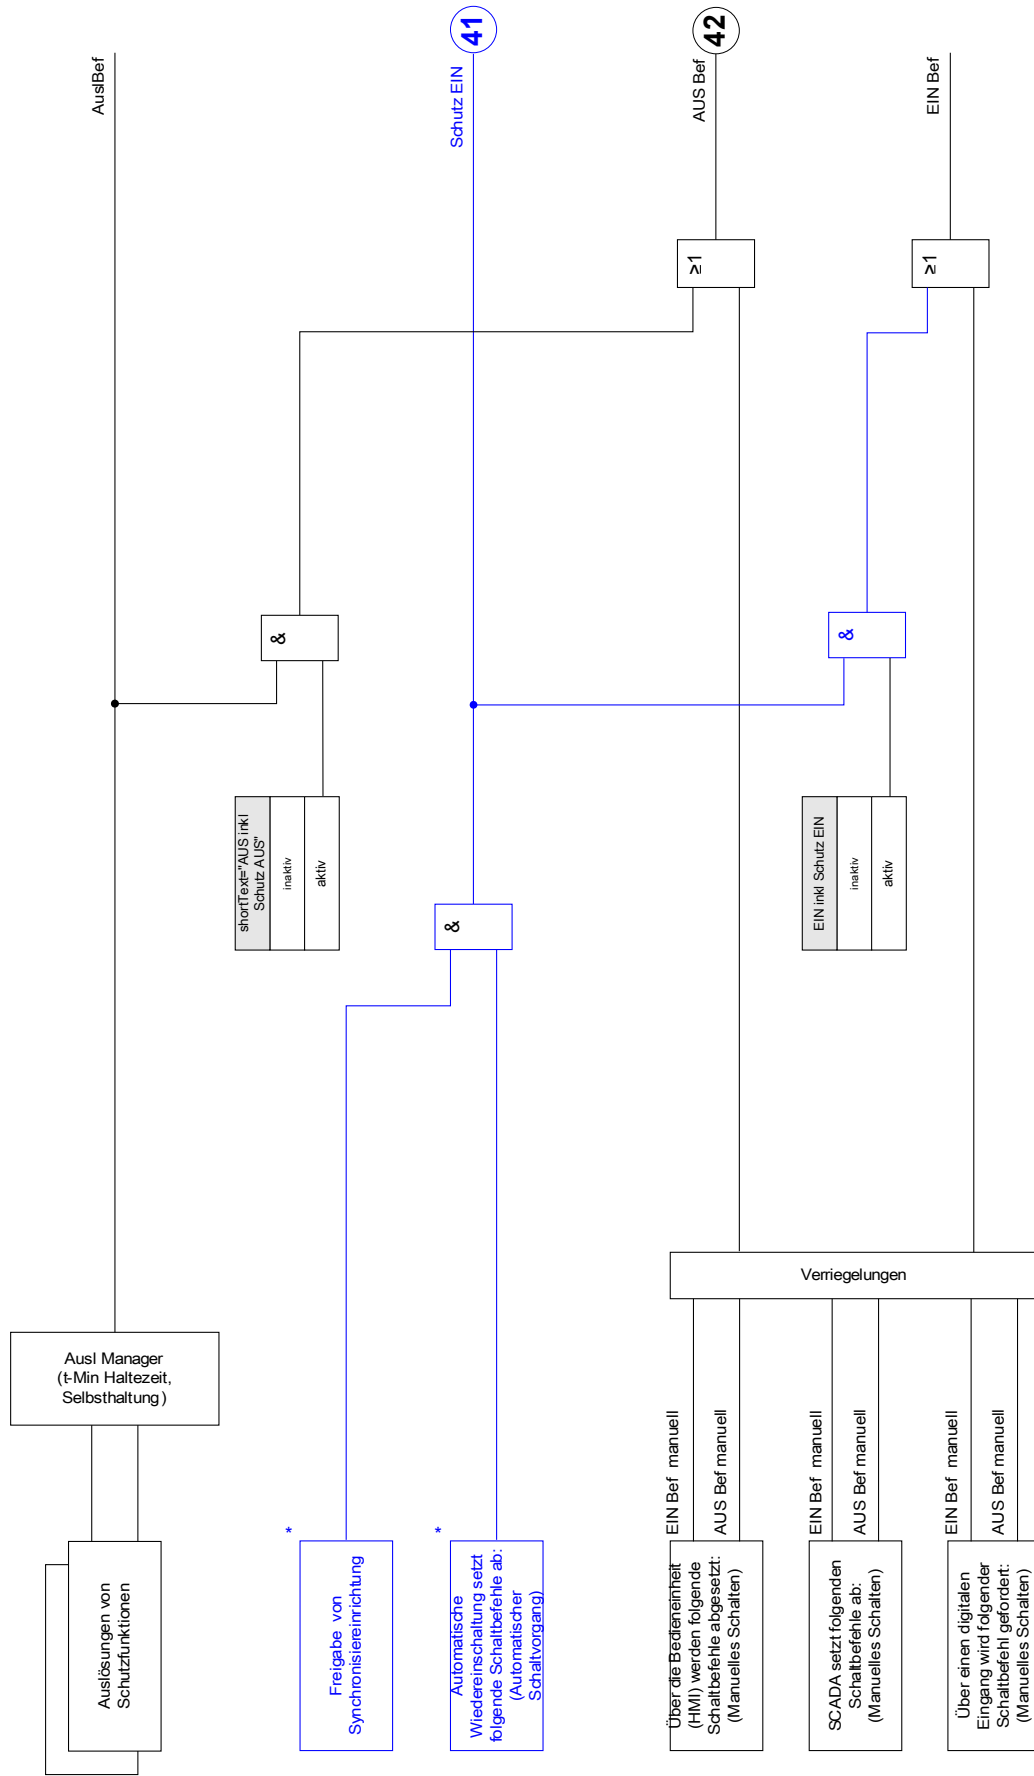 AuslBef
41
Schutz EIN
42
AUS Bef
EIN Bef
≥1
≥1
&
&
shortText="AUS inkl
Schutz AUS"
inaktiv
aktiv
EIN inkl Schutz EIN
inaktiv
aktiv
&
Verriegelungen
Ausl Manager
(t-Min Haltezeit,
Selbsthaltung)
EIN Bef manuell
AUS Bef manuell
EIN Bef manuell
AUS Bef manuell
EIN Bef manuell
AUS Bef manuell
*
*
Auslösungen von
Schutzfunktionen
Freigabe von
Synchronisiereinrichtung
Automatische
Wiedereinschaltung setzt
folgende Schaltbefehle ab:
(Automatischer
Schaltvorgang)
Über die Bedieneinheit
(HMI) werden folgende
Schaltbefehle abgesetzt:
(Manuelles Schalten)
SCADA setzt folgenden
Schaltbefehle ab:
(Manuelles Schalten)
Über einen digitalen
Eingang wird folgender
Schaltbefehl gefordert:
(Manuelles Schalten)